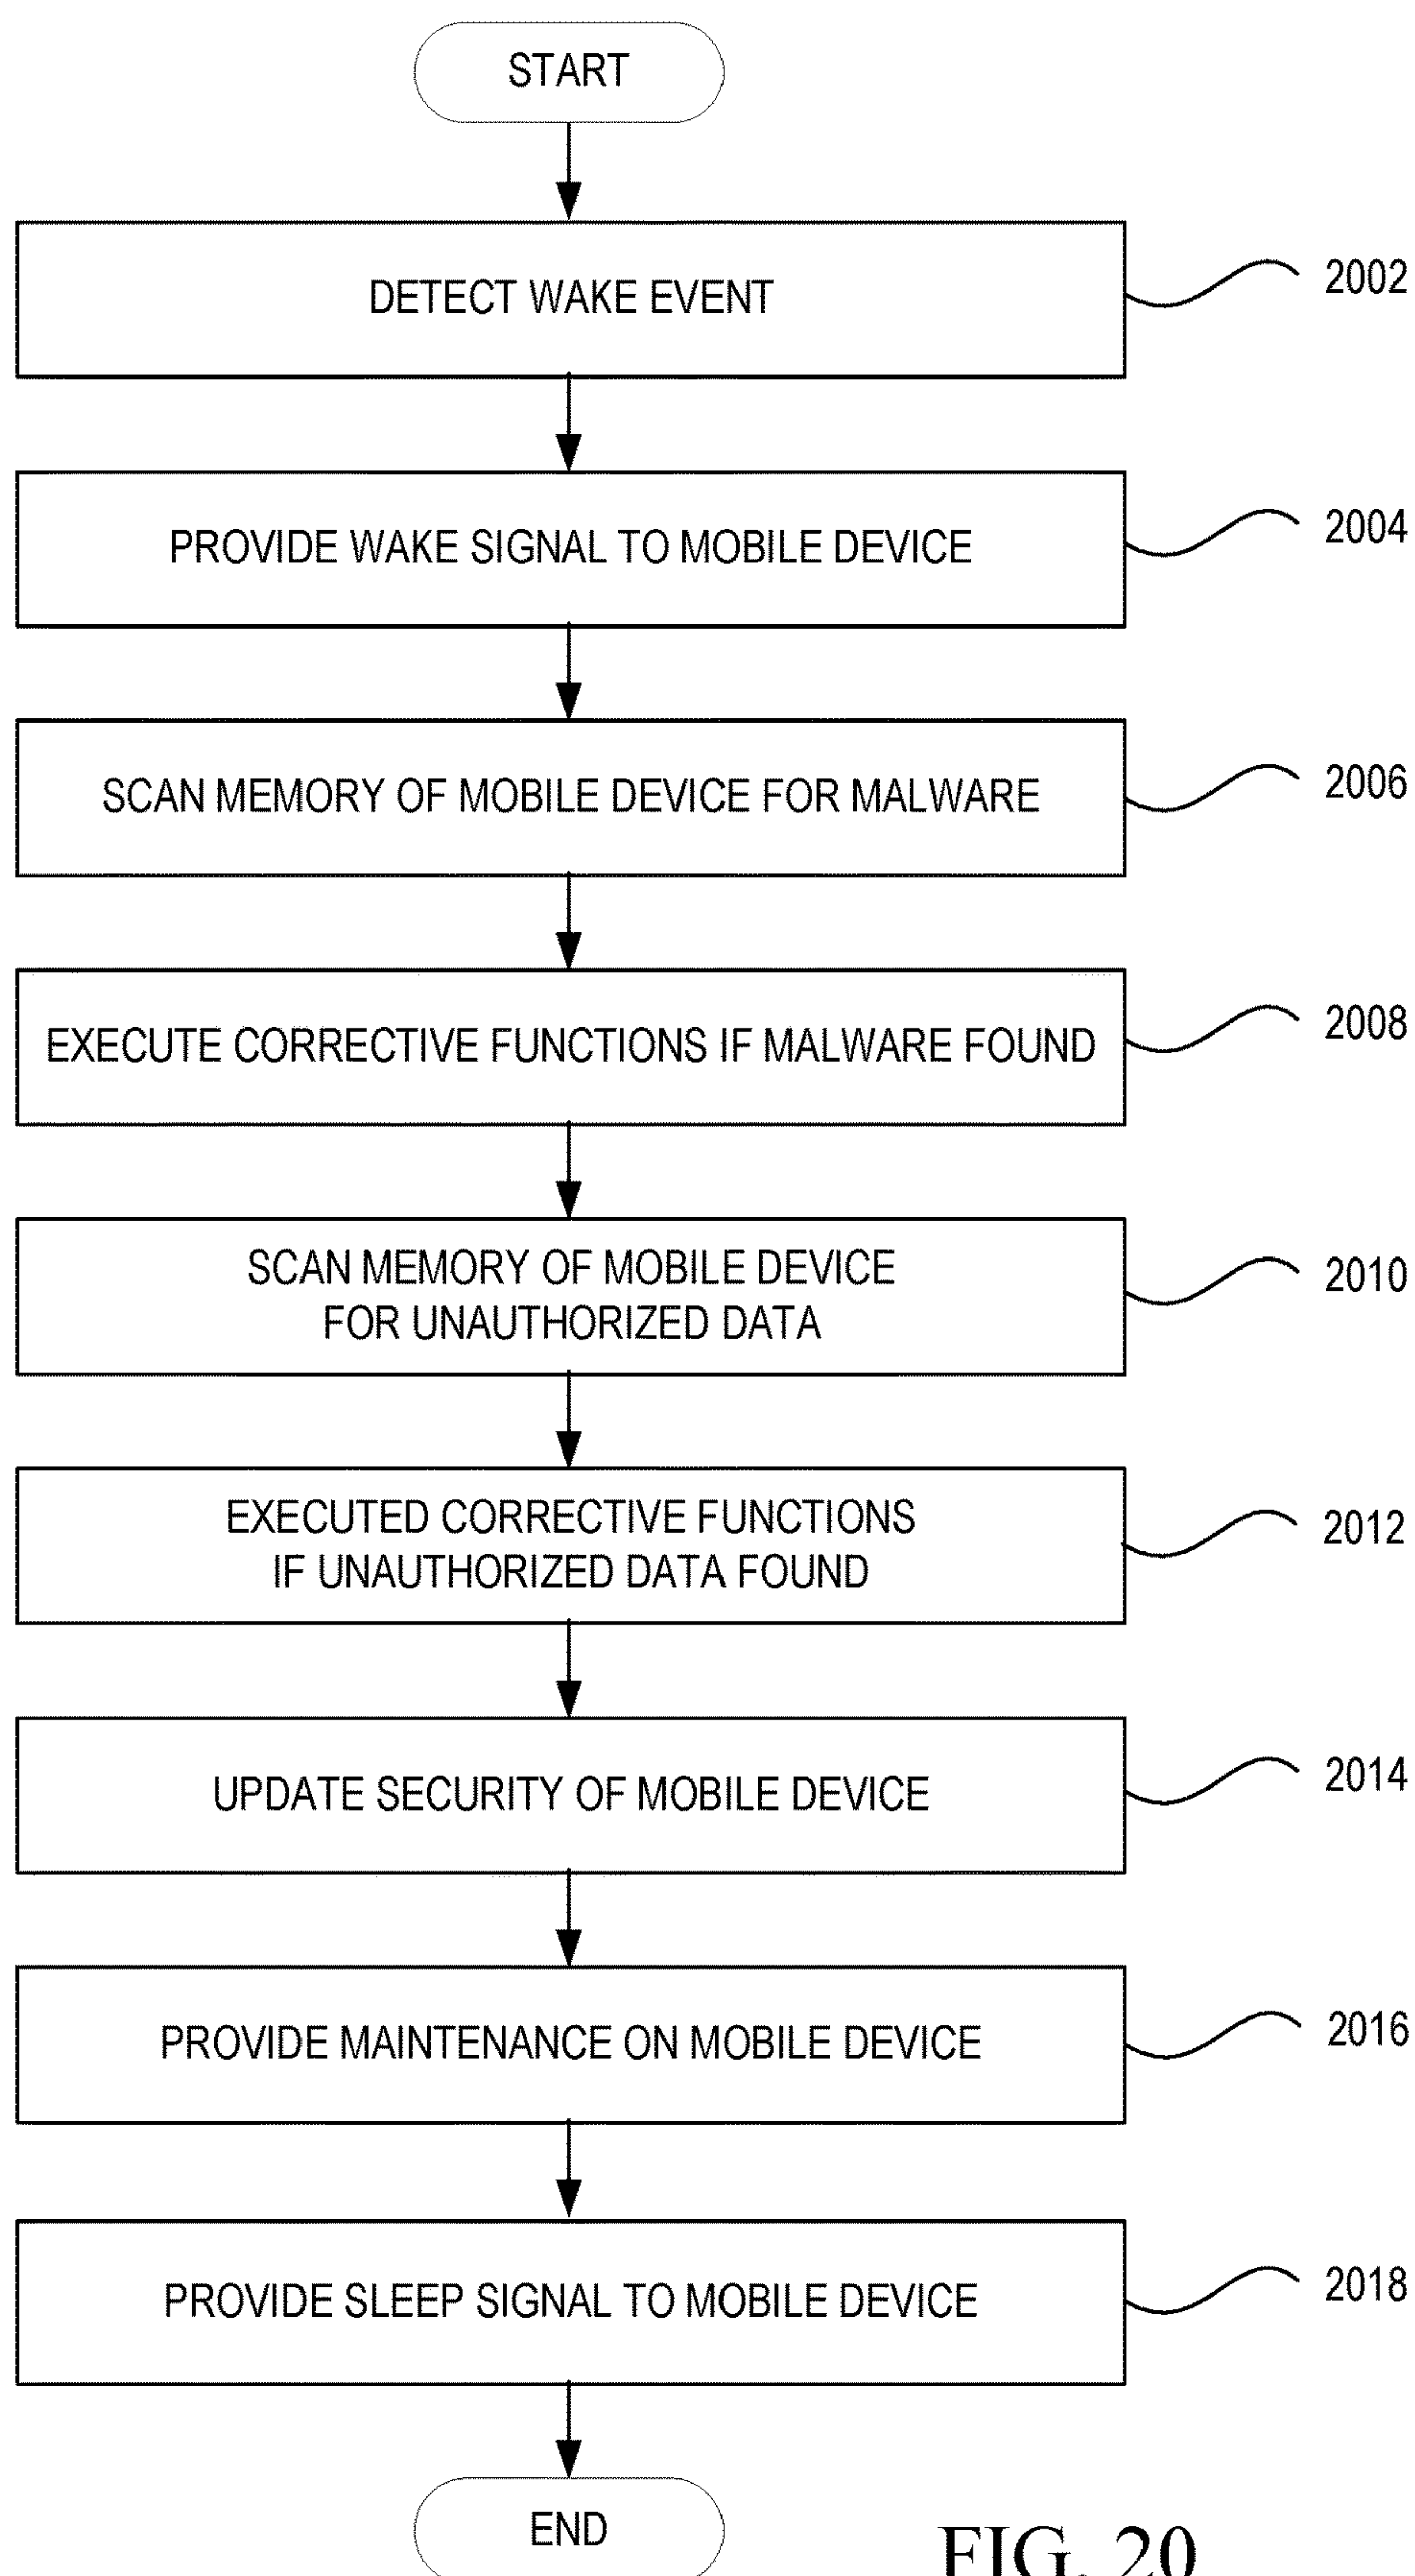 START
DETECT WAKE EVENT
2002
PROVIDE WAKE SIGNAL TO MOBILE DEVICE
2004
SCAN MEMORY OF MOBILE DEVICE FOR MALWARE
2006
EXECUTE CORRECTIVE FUNCTIONS IF MALWARE FOUND
2008
SCAN MEMORY OF MOBILE DEVICE
FOR UNAUTHORIZED DATA
2010
EXECUTED CORRECTIVE FUNCTIONS
IF UNAUTHORIZED DATA FOUND
2012
UPDATE SECURITY OF MOBILE DEVICE
2014
PROVIDE MAINTENANCE ON MOBILE DEVICE
2016
PROVIDE SLEEP SIGNAL TO MOBILE DEVICE
2018
END
FIG. 20